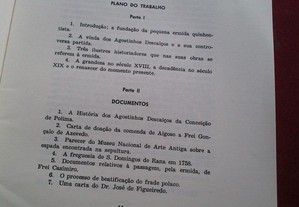 PLANO DO TRABALHO
Parte I
1. Introdução; a fundação da pequena ermida quinhen-
tista.
2. A vinda dos Agostinhos Descalços e a sua contro-
versa partida.
3. Três ilustres historiadores que nas suas obras se
referem à ermida.
4. A grandeza no século XVIII, a decadência no século
XIX e o renascer do momento presente.
Parte II
DOCUMENTOS
1. A História dos Agostinhos Descalços da Conceição
de Polima.
2. Carta de doação da comenda de Algoso a Frei Gon-
çalo de Azevedo.
3. Parecer do Museu Nacional de Arte Antiga sobre a
espada encontrada na sepultura.
4. A freguesia de S. Domingos de Rana em 1758.
5. Documentos relativos à passagem, pela ermida, de
Frei Casimiro.
6. O processo de beatificação do frade polaco.
7. Uma carta do Dr. José de Figueiredo.